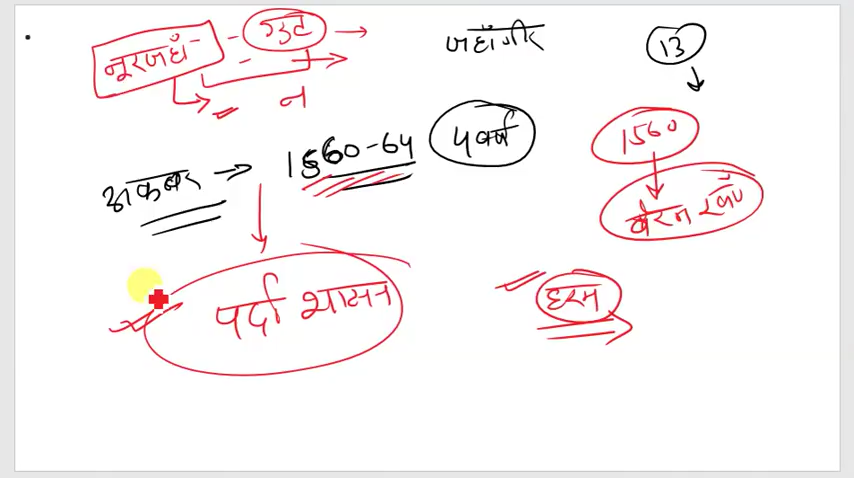 नूरजहाँ - गुट
जहाँगीर
13
न
1560
अकबर → 1560-64
4 वर्ष
बैरम खाँ
पर्दा शासन
हरम